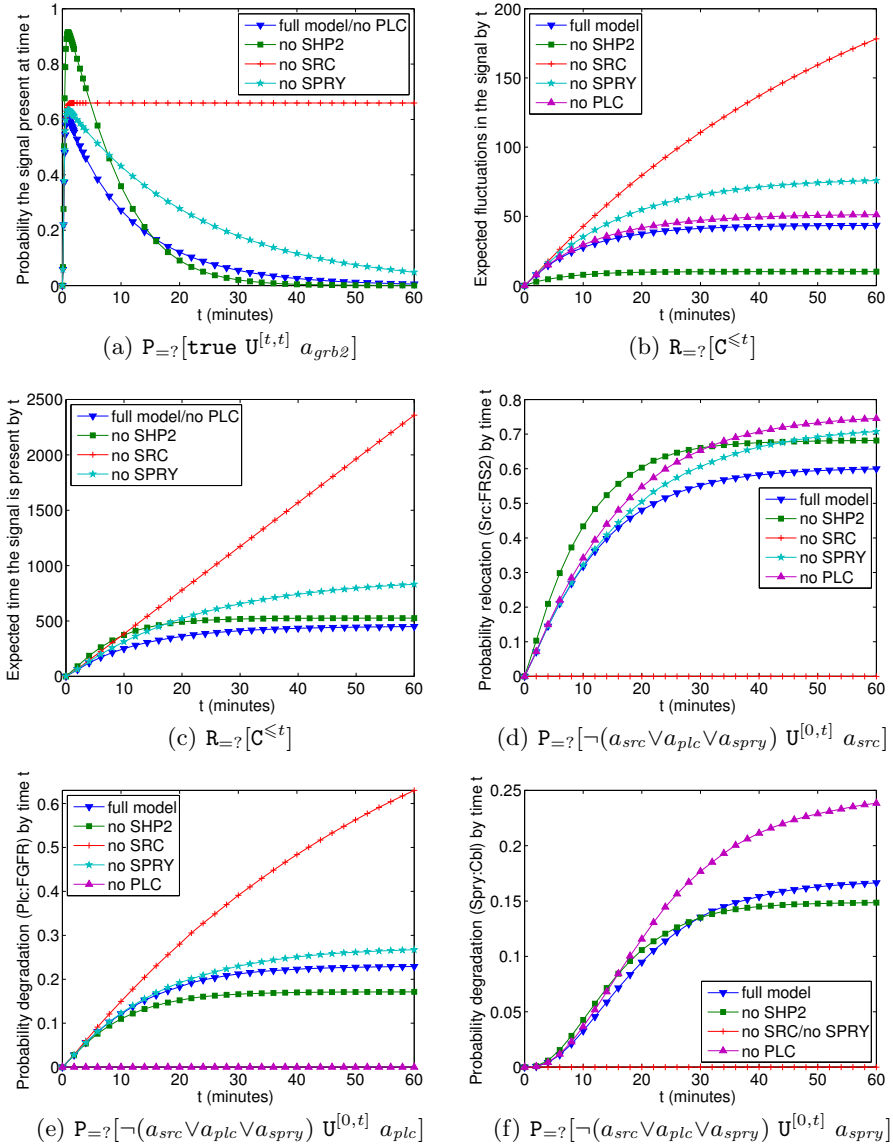 Probability the signal present at time t
1
0.8
0.6
0.4
0.2
0
0 10 20 30 40 50 60
t (minutes)
full model/no PLC
no SHP2
no SRC
no SPRY
(a) P=?[true U[t,t] agrb2]
Expected fluctuations in the signal by t
200
150
100
50
0
0 10 20 30 40 50 60
t (minutes)
full model
no SHP2
no SRC
no SPRY
no PLC
(b) R=?[C⩽t]
Expected time the signal is present by t
2500
2000
1500
1000
500
0
0 10 20 30 40 50 60
t (minutes)
full model/no PLC
no SHP2
no SRC
no SPRY
(c) R=?[C⩽t]
Probability relocation (Src:FRS2) by time t
0.8
0.7
0.6
0.5
0.4
0.3
0.2
0.1
0
0 10 20 30 40 50 60
t (minutes)
full model
no SHP2
no SRC
no SPRY
no PLC
(d) P=?[¬(asrc∨aplc∨aspry) U[0,t] asrc]
Probability degradation (Plc:FGFR) by time t
0.6
0.5
0.4
0.3
0.2
0.1
0
0 10 20 30 40 50 60
t (minutes)
full model
no SHP2
no SRC
no SPRY
no PLC
(e) P=?[¬(asrc∨aplc∨aspry) U[0,t] aplc]
Probability degradation (Spry:Cbl) by time t
0.25
0.2
0.15
0.1
0.05
0
0 10 20 30 40 50 60
t (minutes)
full model
no SHP2
no SRC/no SPRY
no PLC
(f) P=?[¬(asrc∨aplc∨aspry) U[0,t] aspry]